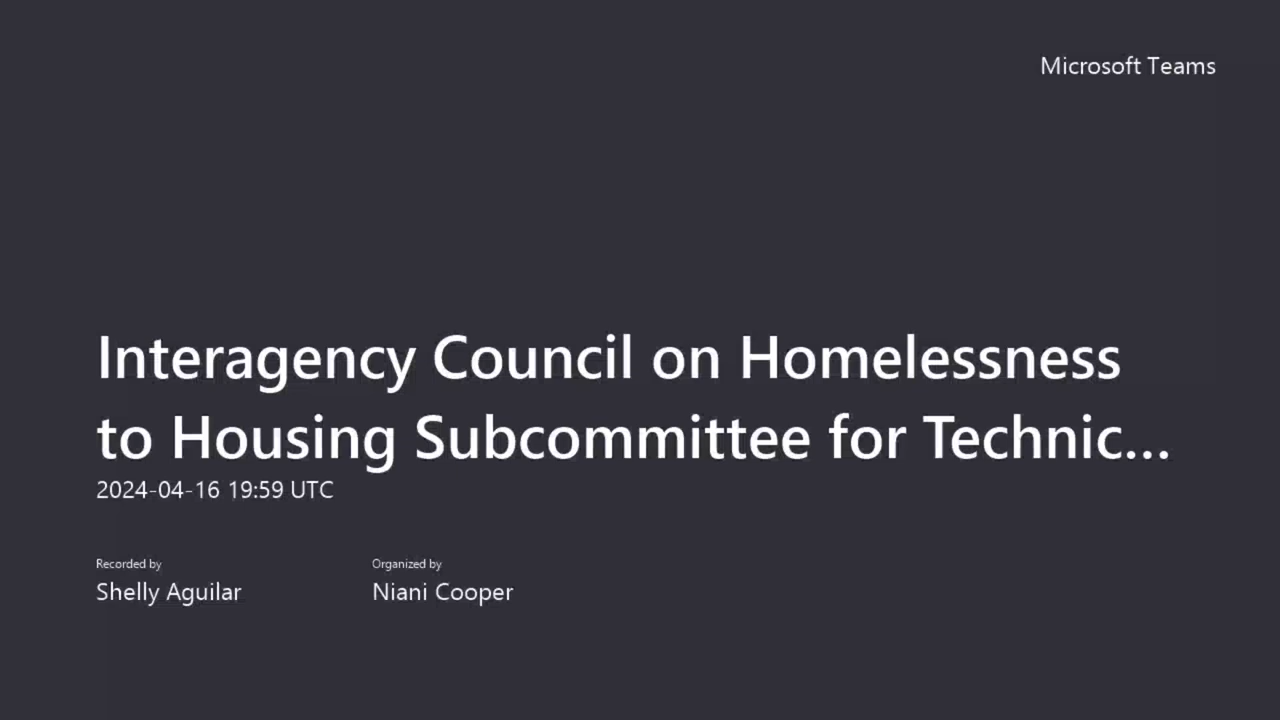 Microsoft Teams
Interagency Council on Homelessness
to Housing Subcommittee for Technic...
2024-04-16 19:59 UTC
Recorded by
Shelly Aguilar
Organized by
Niani Cooper